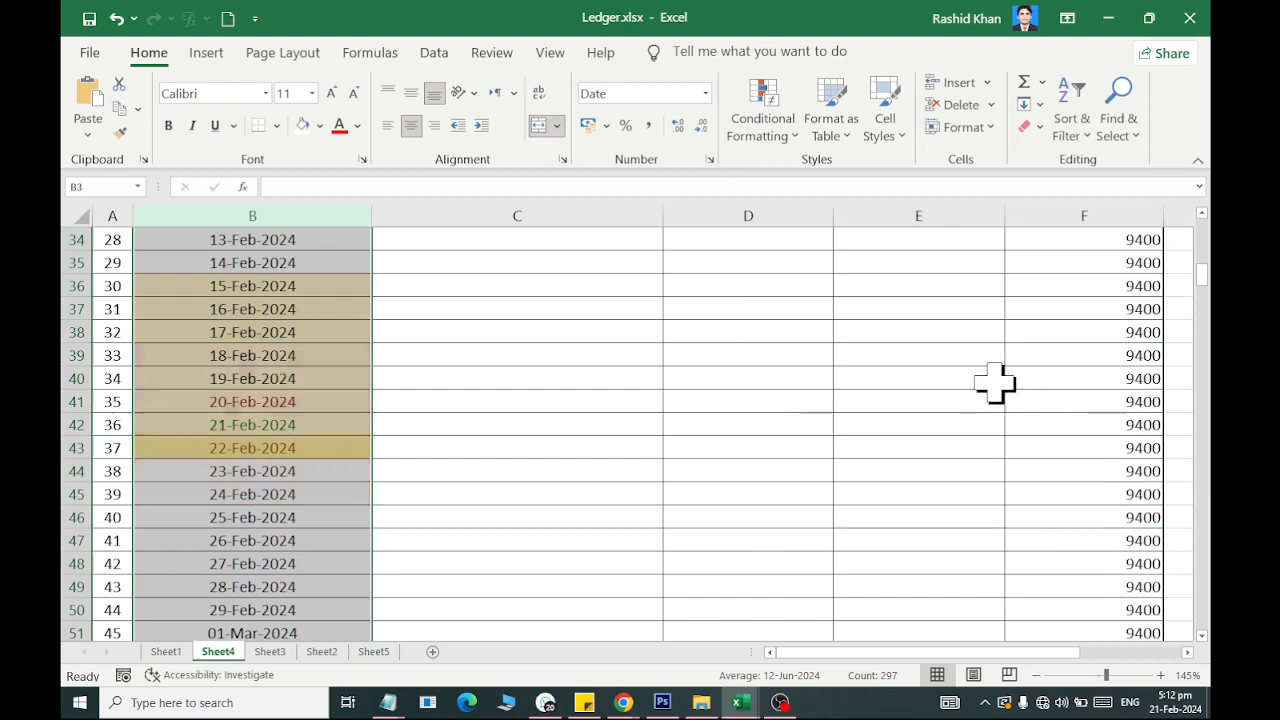 Ledger.xlsx - Excel
Rashid Khan
File Home Insert Page Layout Formulas Data Review View Help Tell me what you want to do Share
Calibri 11 Date
Paste
Conditional Formatting
Format as Table
Cell Styles
Insert
Delete
Format
Sort & Filter
Find & Select
Clipboard Font Alignment Number Styles Cells Editing
B3 fx
A B C D E F
34 28 13-Feb-2024 9400
35 29 14-Feb-2024 9400
36 30 15-Feb-2024 9400
37 31 16-Feb-2024 9400
38 32 17-Feb-2024 9400
39 33 18-Feb-2024 9400
40 34 19-Feb-2024 9400
41 35 20-Feb-2024 9400
42 36 21-Feb-2024 9400
43 37 22-Feb-2024 9400
44 38 23-Feb-2024 9400
45 39 24-Feb-2024 9400
46 40 25-Feb-2024 9400
47 41 26-Feb-2024 9400
48 42 27-Feb-2024 9400
49 43 28-Feb-2024 9400
50 44 29-Feb-2024 9400
51 45 01-Mar-2024 9400
Sheet1 Sheet4 Sheet3 Sheet2 Sheet5
Ready Accessibility: Investigate Average: 12-Jun-2024 Count: 297 145%
Type here to search 20 ENG 5:12 pm
21-Feb-2024